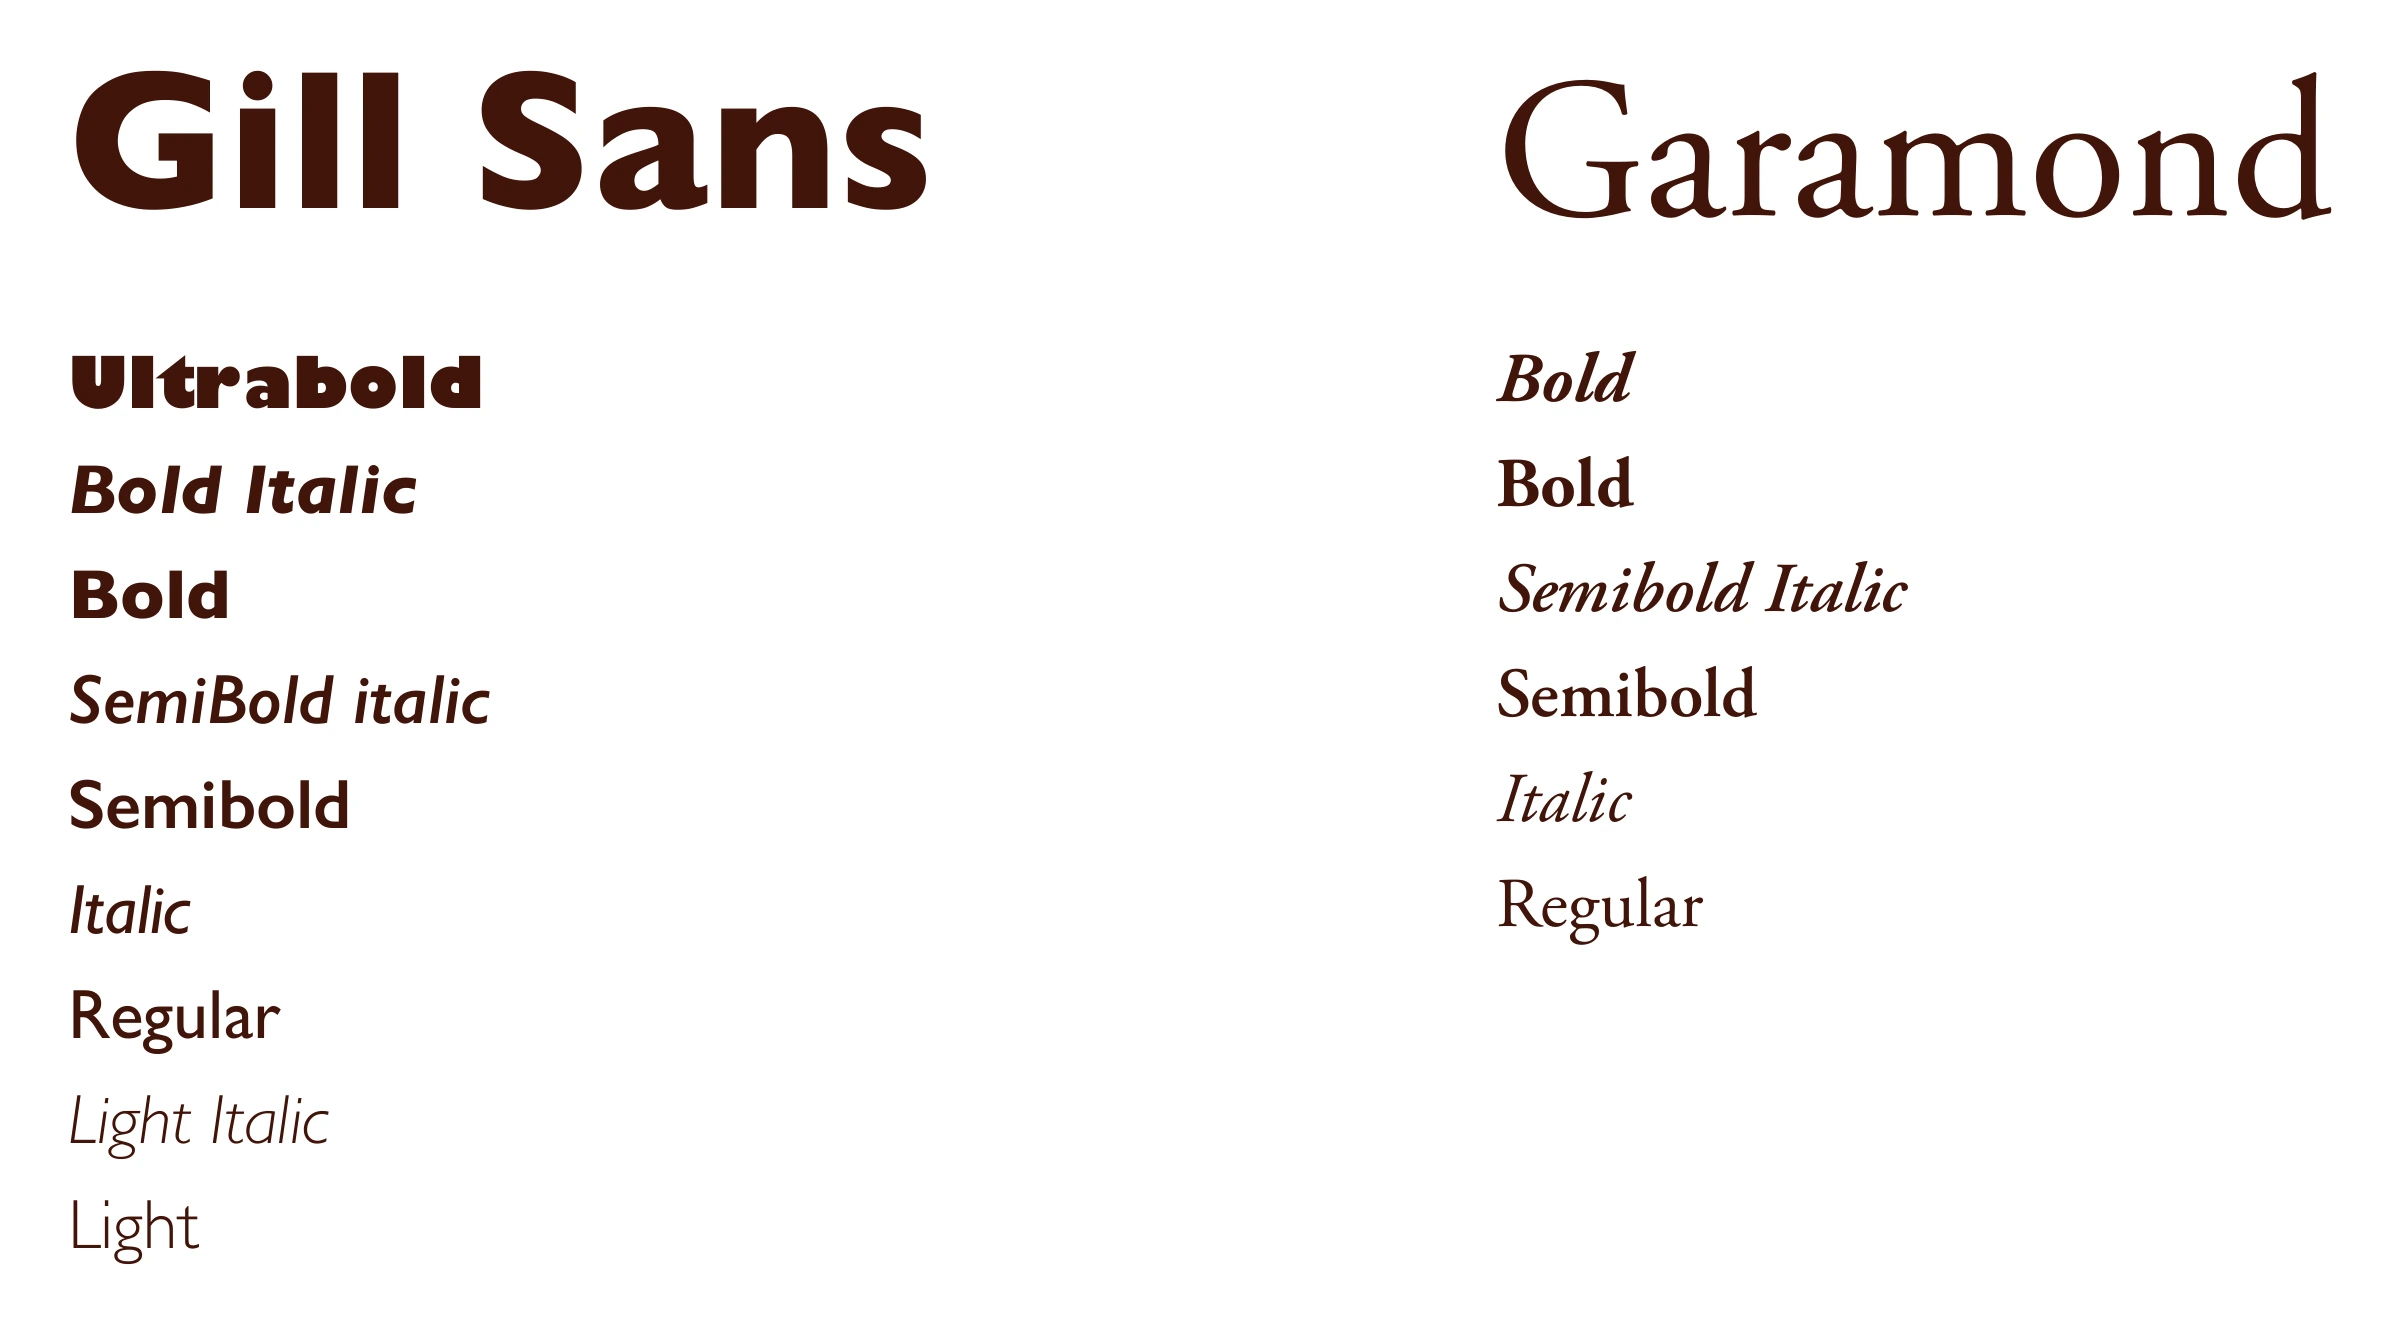 Gill Sans
Ultrabold
Bold Italic
Bold
SemiBold italic
Semibold
Italic
Regular
Light Italic
Light
Garamond
Bold
Bold
Semibold Italic
Semibold
Italic
Regular